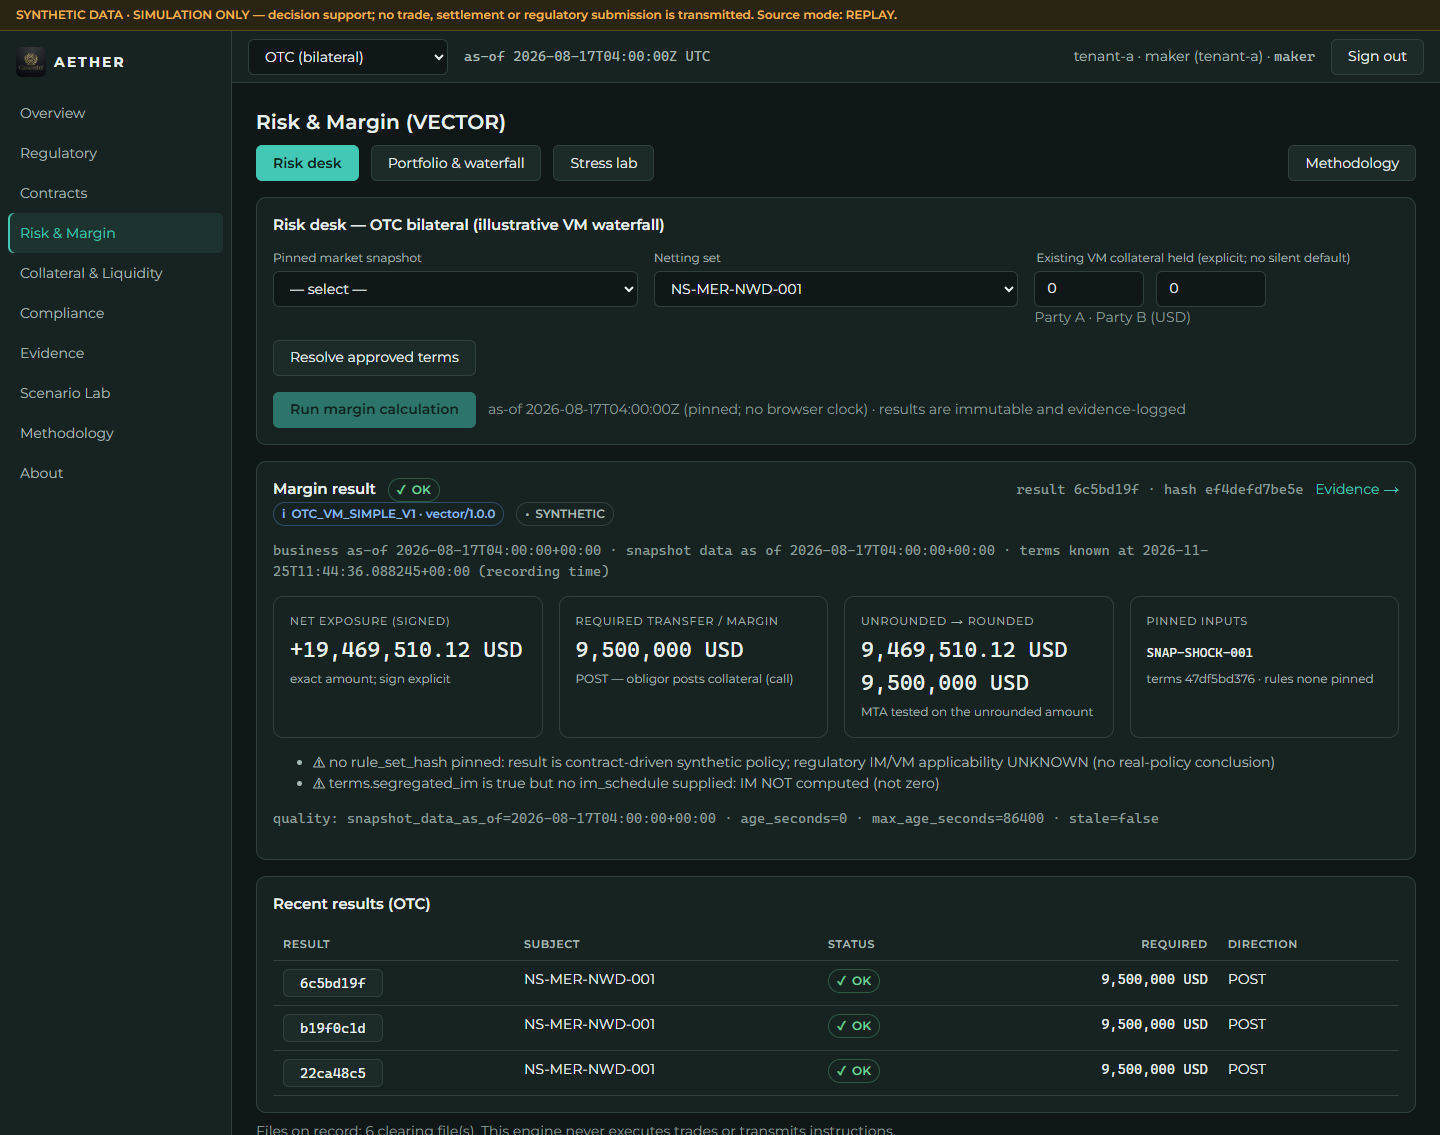 SYNTHETIC DATA · SIMULATION ONLY — decision support; no trade, settlement or regulatory submission is transmitted. Source mode: REPLAY.
AETHER
OTC (bilateral)
as-of 2026-08-17T04:00:00Z UTC
tenant-a · maker (tenant-a) · maker
Sign out
Overview
Regulatory
Contracts
Risk & Margin
Collateral & Liquidity
Compliance
Evidence
Scenario Lab
Methodology
About
Risk & Margin (VECTOR)
Risk desk
Portfolio & waterfall
Stress lab
Methodology
Risk desk — OTC bilateral (illustrative VM waterfall)
Pinned market snapshot
Netting set
Existing VM collateral held (explicit; no silent default)
— select —
NS-MER-NWD-001
0
0
Party A · Party B (USD)
Resolve approved terms
Run margin calculation
as-of 2026-08-17T04:00:00Z (pinned; no browser clock) · results are immutable and evidence-logged
Margin result
✓ OK
result 6c5bd19f · hash ef4defd7be5e
Evidence →
i OTC_VM_SIMPLE_V1 · vector/1.0.0
• SYNTHETIC
business as-of 2026-08-17T04:00:00+00:00 · snapshot data as of 2026-08-17T04:00:00+00:00 · terms known at 2026-11-
25T11:44:36.088245+00:00 (recording time)
NET EXPOSURE (SIGNED)
+19,469,510.12 USD
exact amount; sign explicit
REQUIRED TRANSFER / MARGIN
9,500,000 USD
POST — obligor posts collateral (call)
UNROUNDED → ROUNDED
9,469,510.12 USD
9,500,000 USD
MTA tested on the unrounded amount
PINNED INPUTS
SNAP-SHOCK-001
terms 47df5bd376 · rules none pinned
• ⚠ no rule_set_hash pinned: result is contract-driven synthetic policy; regulatory IM/VM applicability UNKNOWN (no real-policy conclusion)
• ⚠ terms.segregated_im is true but no im_schedule supplied: IM NOT computed (not zero)
quality: snapshot_data_as_of=2026-08-17T04:00:00+00:00 · age_seconds=0 · max_age_seconds=86400 · stale=false
Recent results (OTC)
RESULT SUBJECT STATUS REQUIRED DIRECTION
6c5bd19f NS-MER-NWD-001 ✓ OK 9,500,000 USD POST
b19f0c1d NS-MER-NWD-001 ✓ OK 9,500,000 USD POST
22ca48c5 NS-MER-NWD-001 ✓ OK 9,500,000 USD POST
Files on record: 6 clearing file(s). This engine never executes trades or transmits instructions.